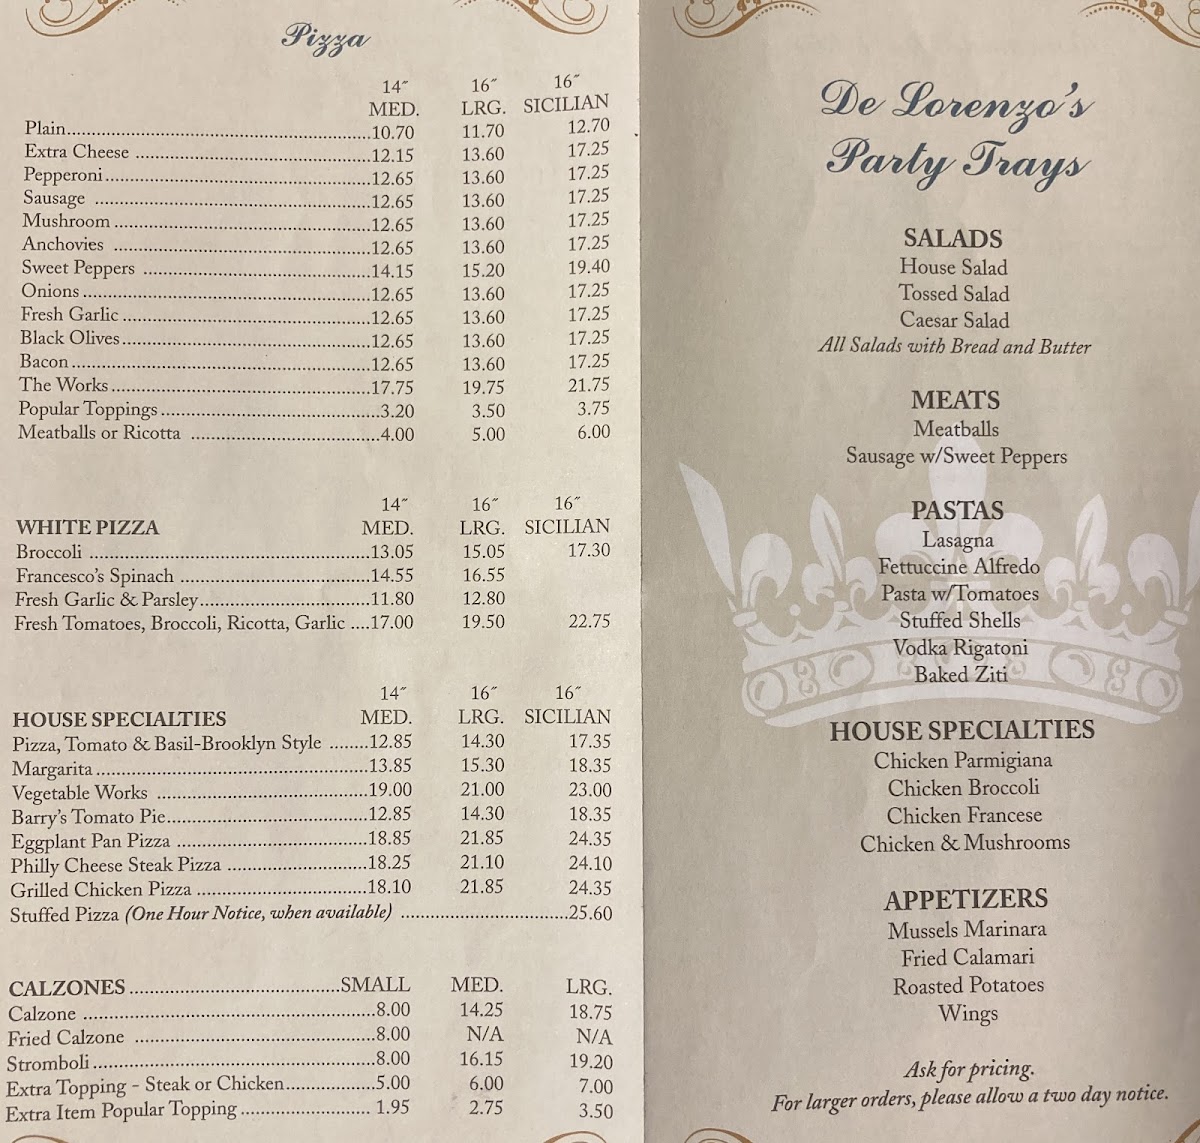 Pizza
14″ 16″ 16″
MED. LRG. SICILIAN
Plain......10.70 11.70 12.70
Extra Cheese ......12.15 13.60 17.25
Pepperoni......12.65 13.60 17.25
Sausage ......12.65 13.60 17.25
Mushroom......12.65 13.60 17.25
Anchovies ......12.65 13.60 17.25
Sweet Peppers ......14.15 15.20 19.40
Onions......12.65 13.60 17.25
Fresh Garlic......12.65 13.60 17.25
Black Olives......12.65 13.60 17.25
Bacon......12.65 13.60 17.25
The Works......17.75 19.75 21.75
Popular Toppings......3.20 3.50 3.75
Meatballs or Ricotta ......4.00 5.00 6.00
14″ 16″ 16″
WHITE PIZZA MED. LRG. SICILIAN
Broccoli ......13.05 15.05 17.30
Francesco's Spinach ......14.55 16.55
Fresh Garlic & Parsley......11.80 12.80
Fresh Tomatoes, Broccoli, Ricotta, Garlic ....17.00 19.50 22.75
14″ 16″ 16″
HOUSE SPECIALTIES MED. LRG. SICILIAN
Pizza, Tomato & Basil-Brooklyn Style ........12.85 14.30 17.35
Margarita......13.85 15.30 18.35
Vegetable Works ......19.00 21.00 23.00
Barry's Tomato Pie......12.85 14.30 18.35
Eggplant Pan Pizza ......18.85 21.85 24.35
Philly Cheese Steak Pizza ......18.25 21.10 24.10
Grilled Chicken Pizza ......18.10 21.85 24.35
Stuffed Pizza (One Hour Notice, when available) ......25.60
CALZONES......SMALL MED. LRG.
Calzone ......8.00 14.25 18.75
Fried Calzone ......8.00 N/A N/A
Stromboli......8.00 16.15 19.20
Extra Topping - Steak or Chicken......5.00 6.00 7.00
Extra Item Popular Topping...... 1.95 2.75 3.50
De Lorenzo's
Party Trays
SALADS
House Salad
Tossed Salad
Caesar Salad
All Salads with Bread and Butter
MEATS
Meatballs
Sausage w/Sweet Peppers
PASTAS
Lasagna
Fettuccine Alfredo
Pasta w/Tomatoes
Stuffed Shells
Vodka Rigatoni
Baked Ziti
HOUSE SPECIALTIES
Chicken Parmigiana
Chicken Broccoli
Chicken Francese
Chicken & Mushrooms
APPETIZERS
Mussels Marinara
Fried Calamari
Roasted Potatoes
Wings
Ask for pricing.
For larger orders, please allow a two day notice.